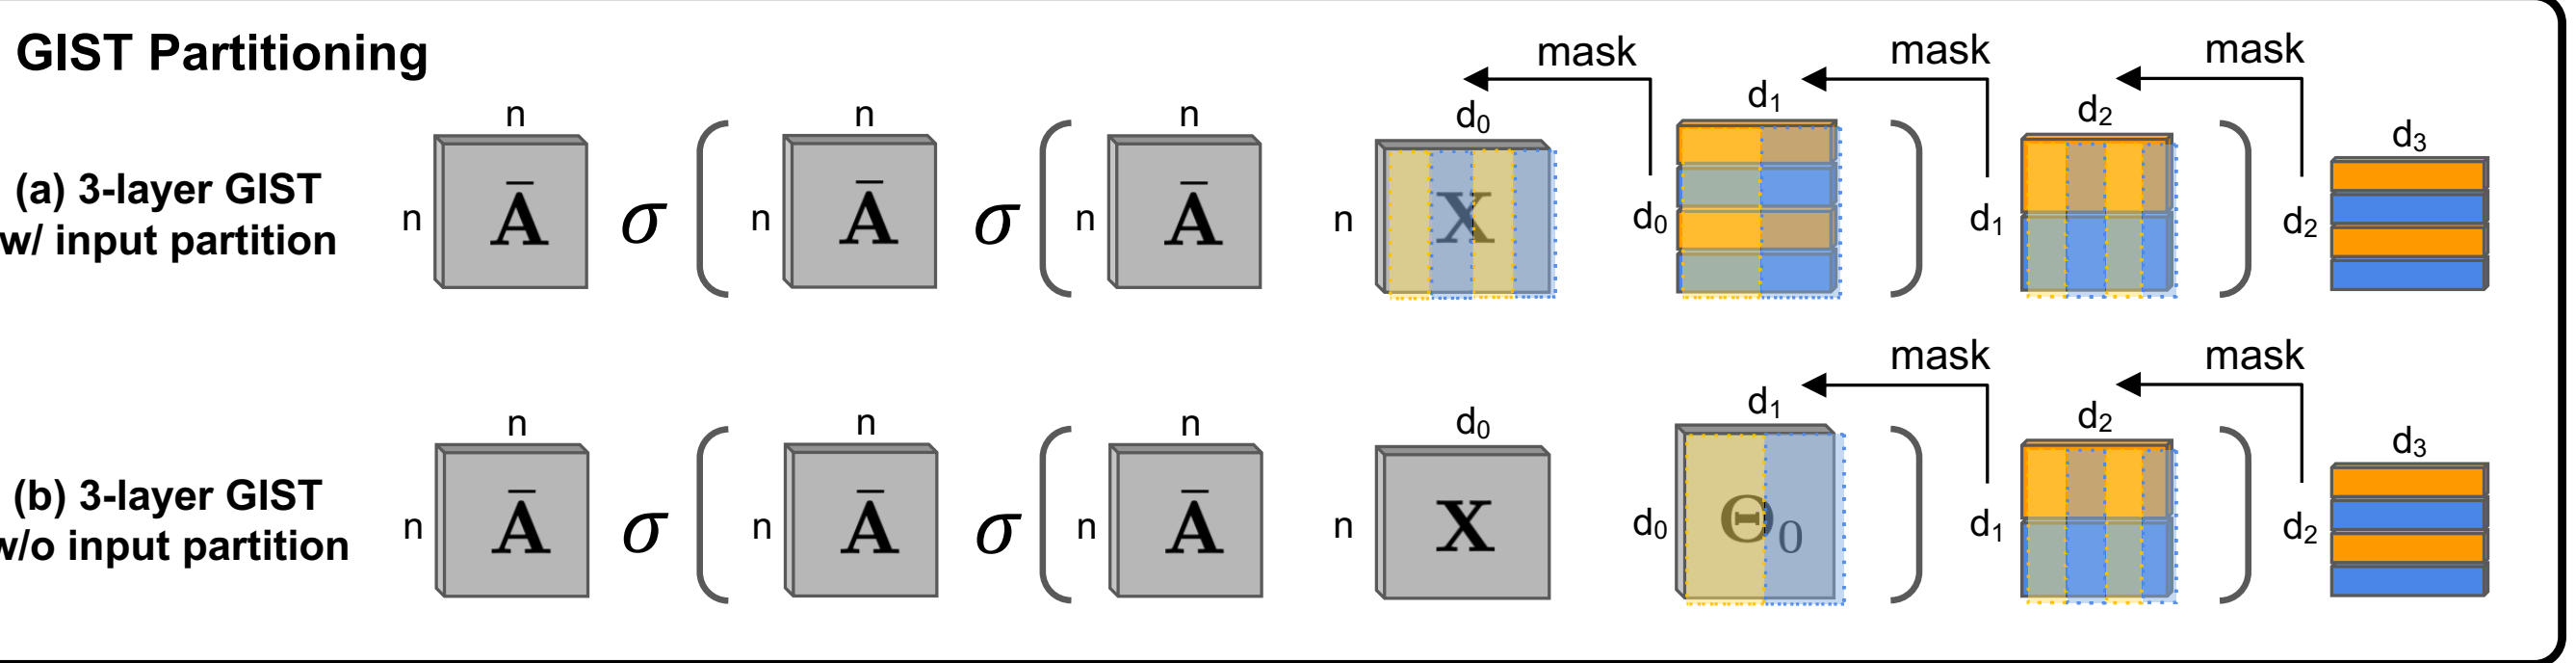 GIST Partitioning
mask mask mask
n n n d₀ d₁ d₂ d₃
(a) 3-layer GIST
w/ input partition
n Ā σ ( n Ā σ ( n Ā n X d₀ ) d₁ ) d₂
mask mask
n n n d₀ d₁ d₂ d₃
(b) 3-layer GIST
w/o input partition
n Ā σ ( n Ā σ ( n Ā n X d₀ Θ₀ ) d₁ ) d₂